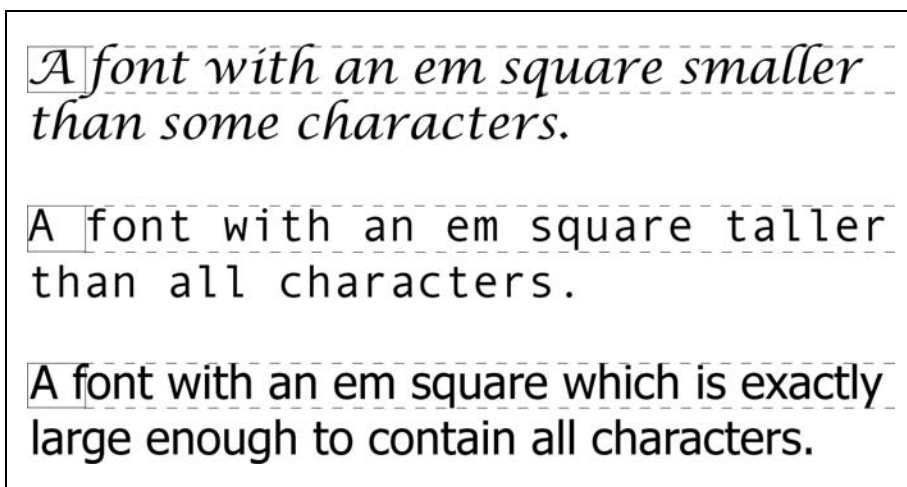 A font with an em square smaller
than some characters.
A font with an em square taller
than all characters.
A font with an em square which is exactly
large enough to contain all characters.